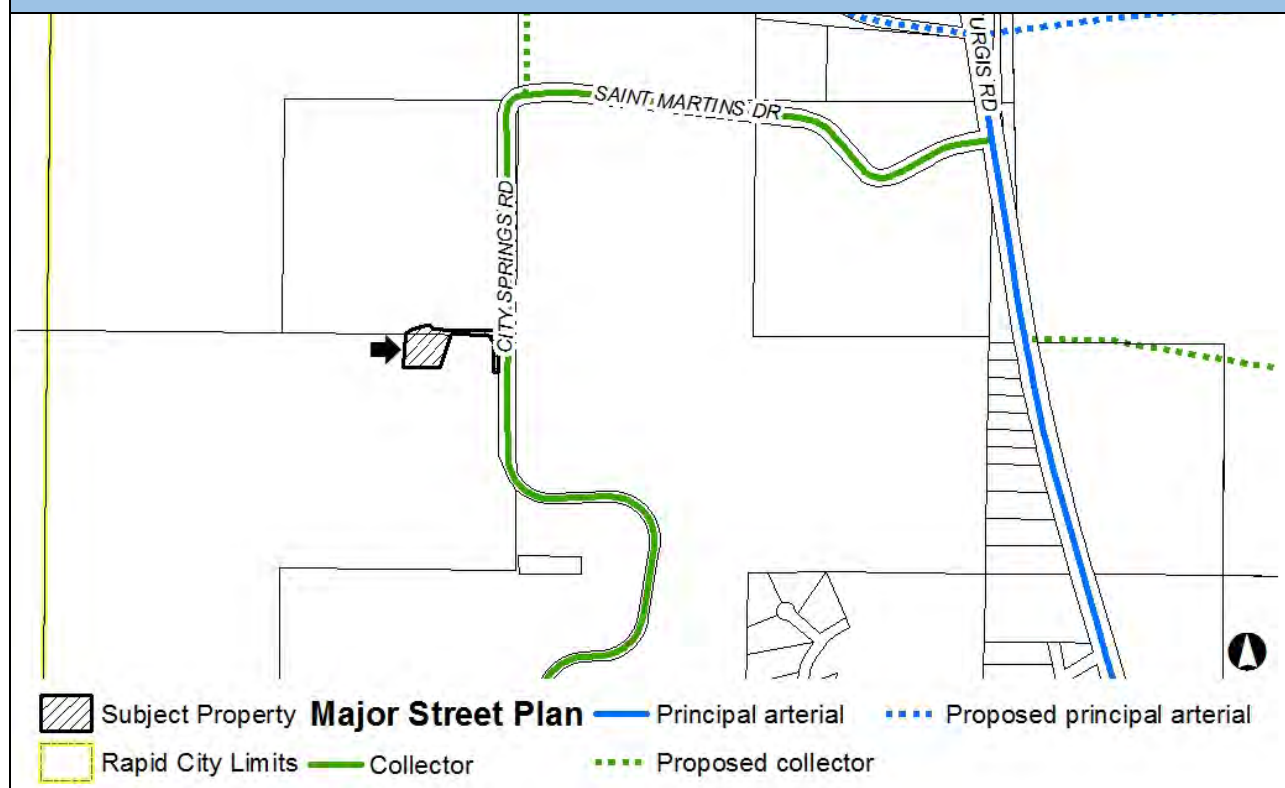 URGIS RD
SAINT MARTINS DR
CITY SPRINGS RD
Subject Property Major Street Plan Principal arterial Proposed principal arterial
Rapid City Limits Collector Proposed collector